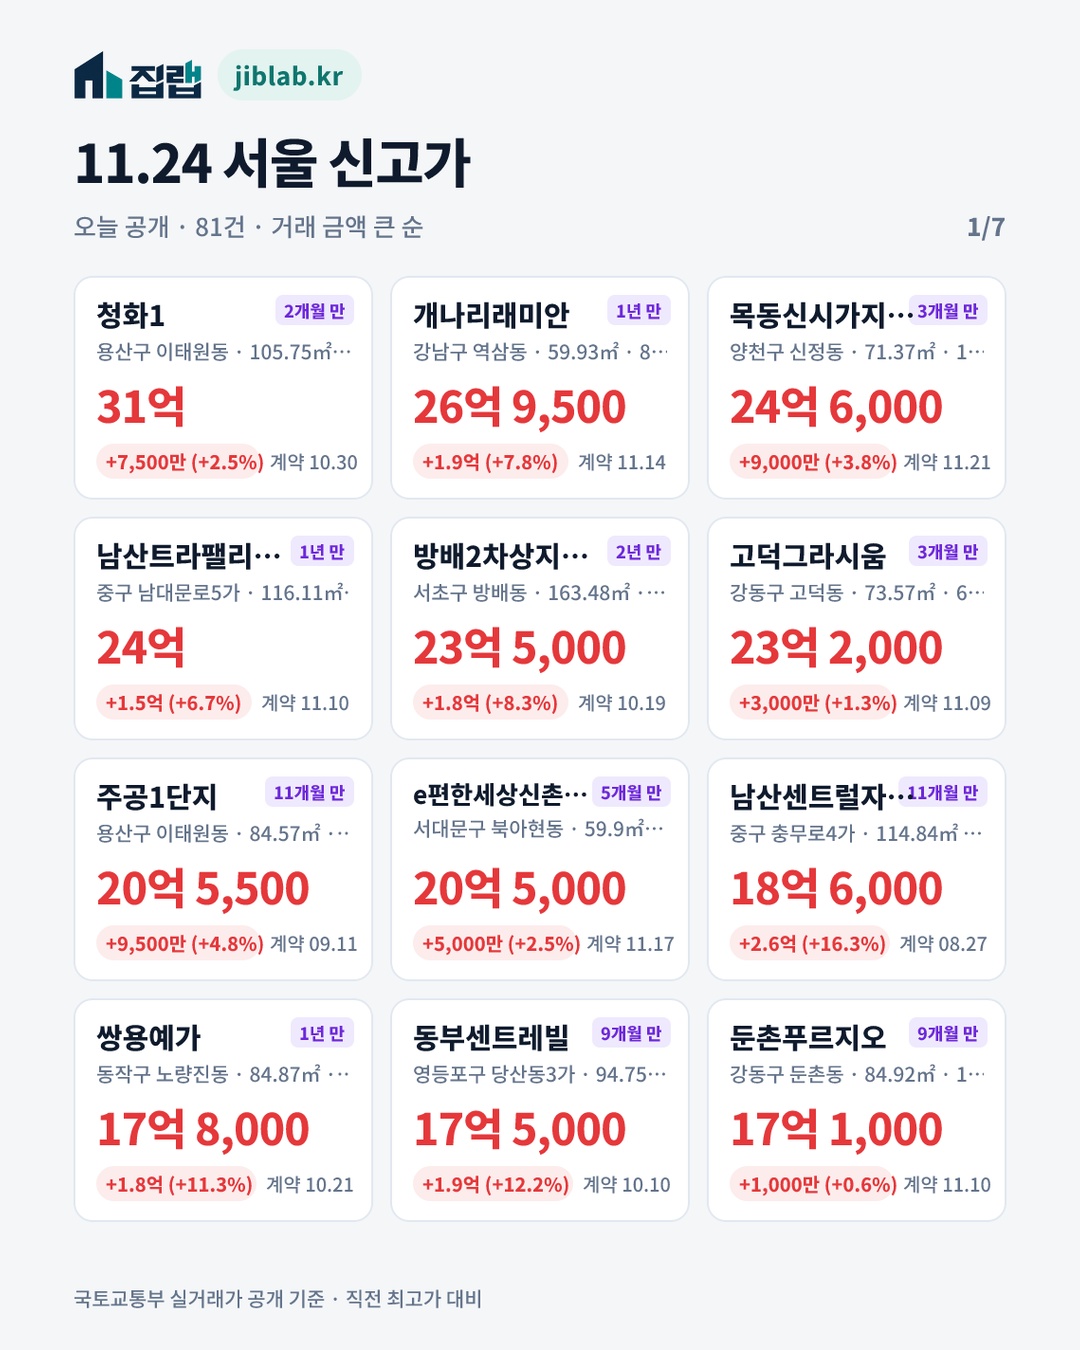 집랩 jiblab.kr
11.24 서울 신고가
오늘 공개 · 81건 · 거래 금액 큰 순 1/7
청화1 2개월 만
용산구 이태원동 · 105.75㎡…
31억
+7,500만 (+2.5%) 계약 10.30
개나리래미안 1년 만
강남구 역삼동 · 59.93㎡ · 8…
26억 9,500
+1.9억 (+7.8%) 계약 11.14
목동신시가지… 3개월 만
양천구 신정동 · 71.37㎡ · 1…
24억 6,000
+9,000만 (+3.8%) 계약 11.21
남산트라팰리… 1년 만
중구 남대문로5가 · 116.11㎡·
24억
+1.5억 (+6.7%) 계약 11.10
방배2차상지… 2년 만
서초구 방배동 · 163.48㎡ ·…
23억 5,000
+1.8억 (+8.3%) 계약 10.19
고덕그라시움 3개월 만
강동구 고덕동 · 73.57㎡ · 6…
23억 2,000
+3,000만 (+1.3%) 계약 11.09
주공1단지 11개월 만
용산구 이태원동 · 84.57㎡ ·…
20억 5,500
+9,500만 (+4.8%) 계약 09.11
e편한세상신촌… 5개월 만
서대문구 북아현동 · 59.9㎡…
20억 5,000
+5,000만 (+2.5%) 계약 11.17
남산센트럴자… 11개월 만
중구 충무로4가 · 114.84㎡ …
18억 6,000
+2.6억 (+16.3%) 계약 08.27
쌍용예가 1년 만
동작구 노량진동 · 84.87㎡ ·…
17억 8,000
+1.8억 (+11.3%) 계약 10.21
동부센트레빌 9개월 만
영등포구 당산동3가 · 94.75…
17억 5,000
+1.9억 (+12.2%) 계약 10.10
둔촌푸르지오 9개월 만
강동구 둔촌동 · 84.92㎡ · 1…
17억 1,000
+1,000만 (+0.6%) 계약 11.10
국토교통부 실거래가 공개 기준 · 직전 최고가 대비